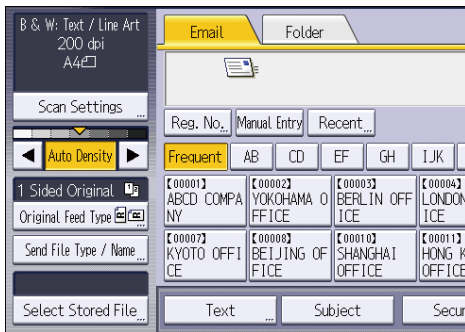 B & W: Text / Line Art
200 dpi
A4
Scan Settings
Auto Density
1 Sided Original
Original Feed Type
Send File Type / Name
Select Stored File
Email Folder
Reg. No. Manual Entry Recent
Frequent AB CD EF GH IJK
[00001] [00002] [00003] [00004]
ABCD COMPA YOKOHAMA O BERLIN OFF LONDON
NY FFICE ICE ICE
[00007] [00008] [00010] [00011]
KYOTO OFFI BEIJING OF SHANGHAI HONG K
CE FICE OFFICE OFFICE
Text Subject Secur